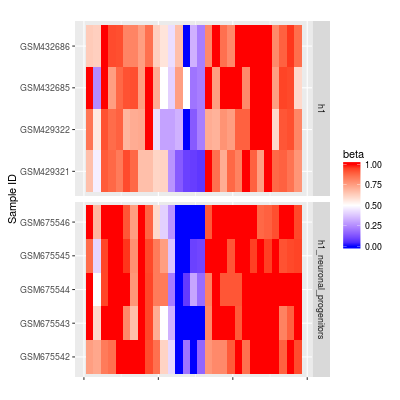 Sample ID
GSM432686
GSM432685
GSM429322
GSM429321
h1
GSM675546
GSM675545
GSM675544
GSM675543
GSM675542
h1_neuronal_progenitors
beta
1.00
0.75
0.50
0.25
0.00